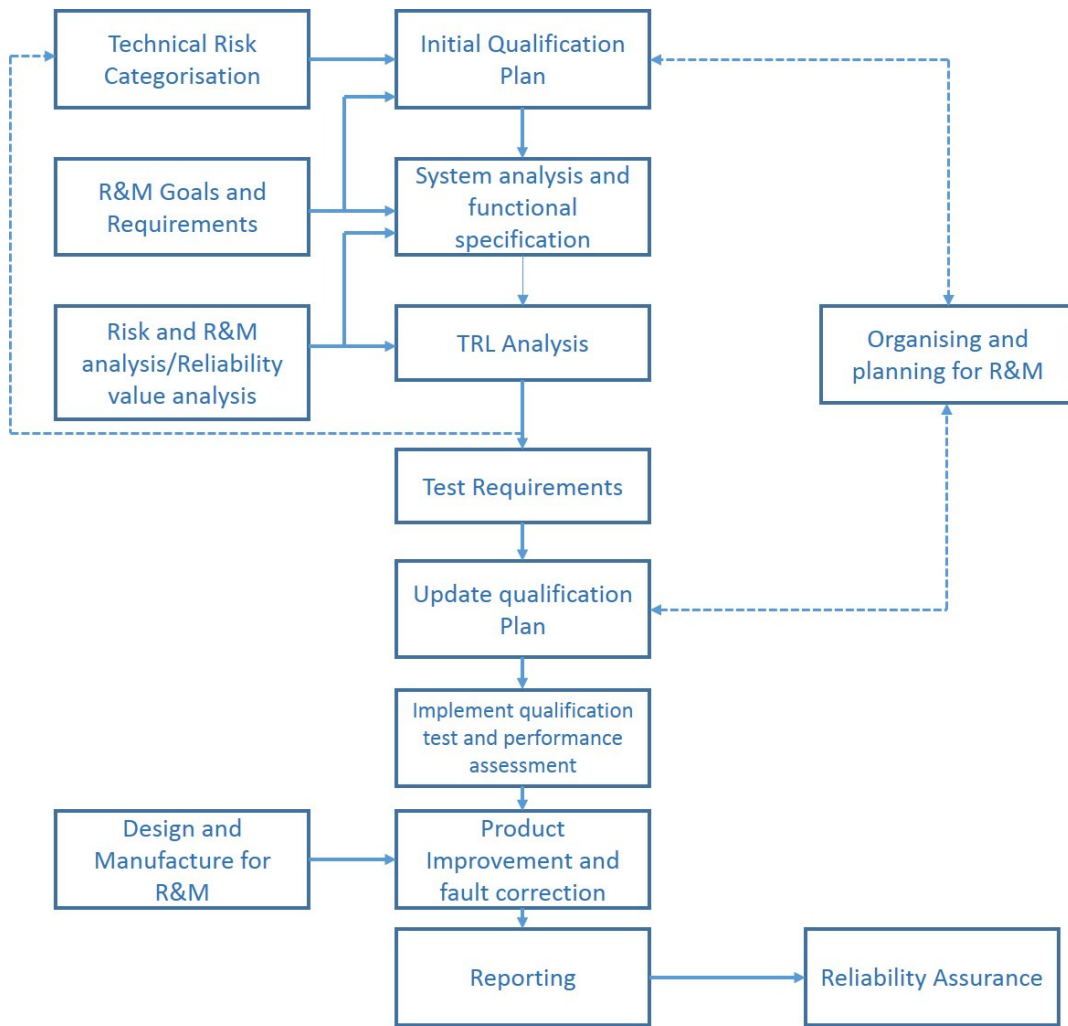 Technical Risk
Categorisation
Initial Qualification
Plan
R&M Goals and
Requirements
System analysis and
functional
specification
Risk and R&M
analysis/Reliability
value analysis
TRL Analysis
Organising and
planning for R&M
Test Requirements
Update qualification
Plan
Implement qualification
test and performance
assessment
Design and
Manufacture for
R&M
Product
Improvement and
fault correction
Reporting
Reliability Assurance